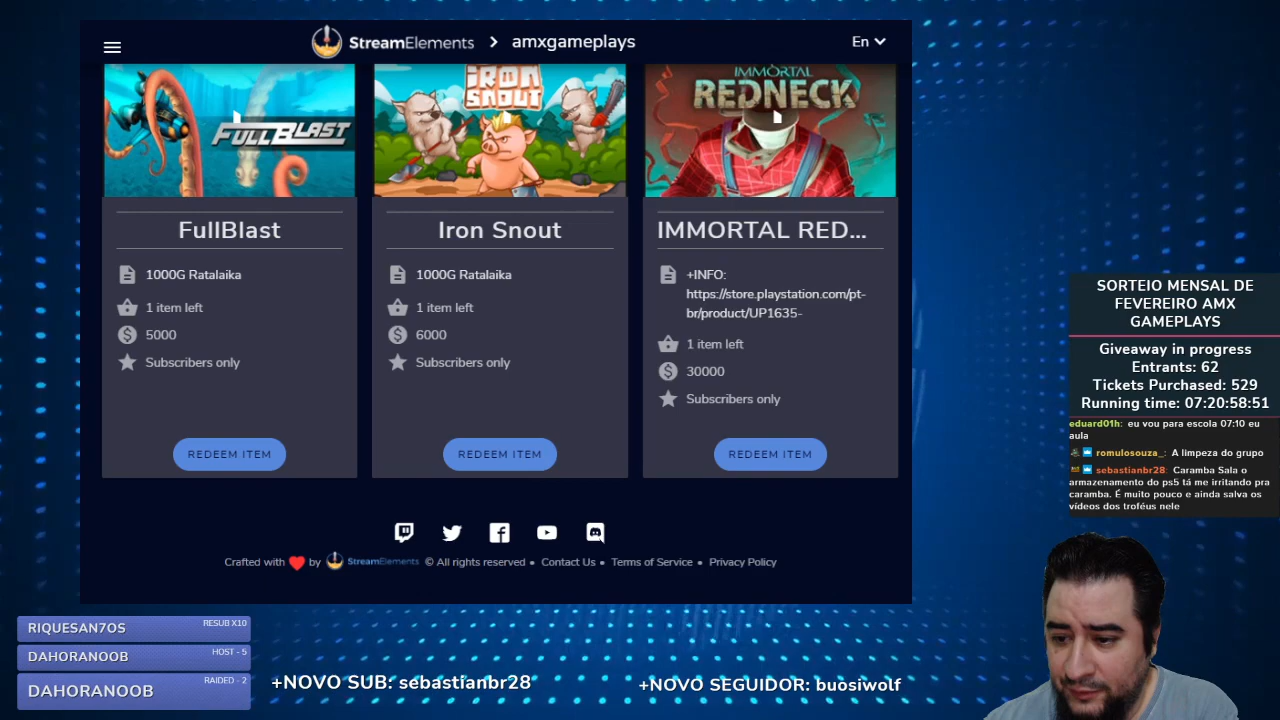 StreamElements
amxgameplays
En
FULLBLAST
IRON
SNOUT
IMMORTAL
REDNECK
FullBlast
1000G Ratalaika
1 item left
5000
Subscribers only
REDEEM ITEM
Iron Snout
1000G Ratalaika
1 item left
6000
Subscribers only
REDEEM ITEM
IMMORTAL RED...
+INFO:
https://store.playstation.com/pt-
br/product/UP1635-
1 item left
30000
Subscribers only
REDEEM ITEM
Crafted with by StreamElements © All rights reserved • Contact Us • Terms of Service • Privacy Policy
SORTEIO MENSAL DE
FEVEREIRO AMX
GAMEPLAYS
Giveaway in progress
Entrants: 62
Tickets Purchased: 529
Running time: 07:20:58:51
eduard01h: eu vou para escola 07:10 eu
aula
romulosouza_: A limpeza do grupo
sebastianbr28: Caramba Sala o
armazenamento do ps5 tá me irritando pra
caramba. É muito pouco e ainda salva os
vídeos dos troféus nele
RIQUESAN7OS RESUB X10
DAHORANOOB HOST - 5
DAHORANOOB RAIDED - 2
+NOVO SUB: sebastianbr28
+NOVO SEGUIDOR: buosiwolf